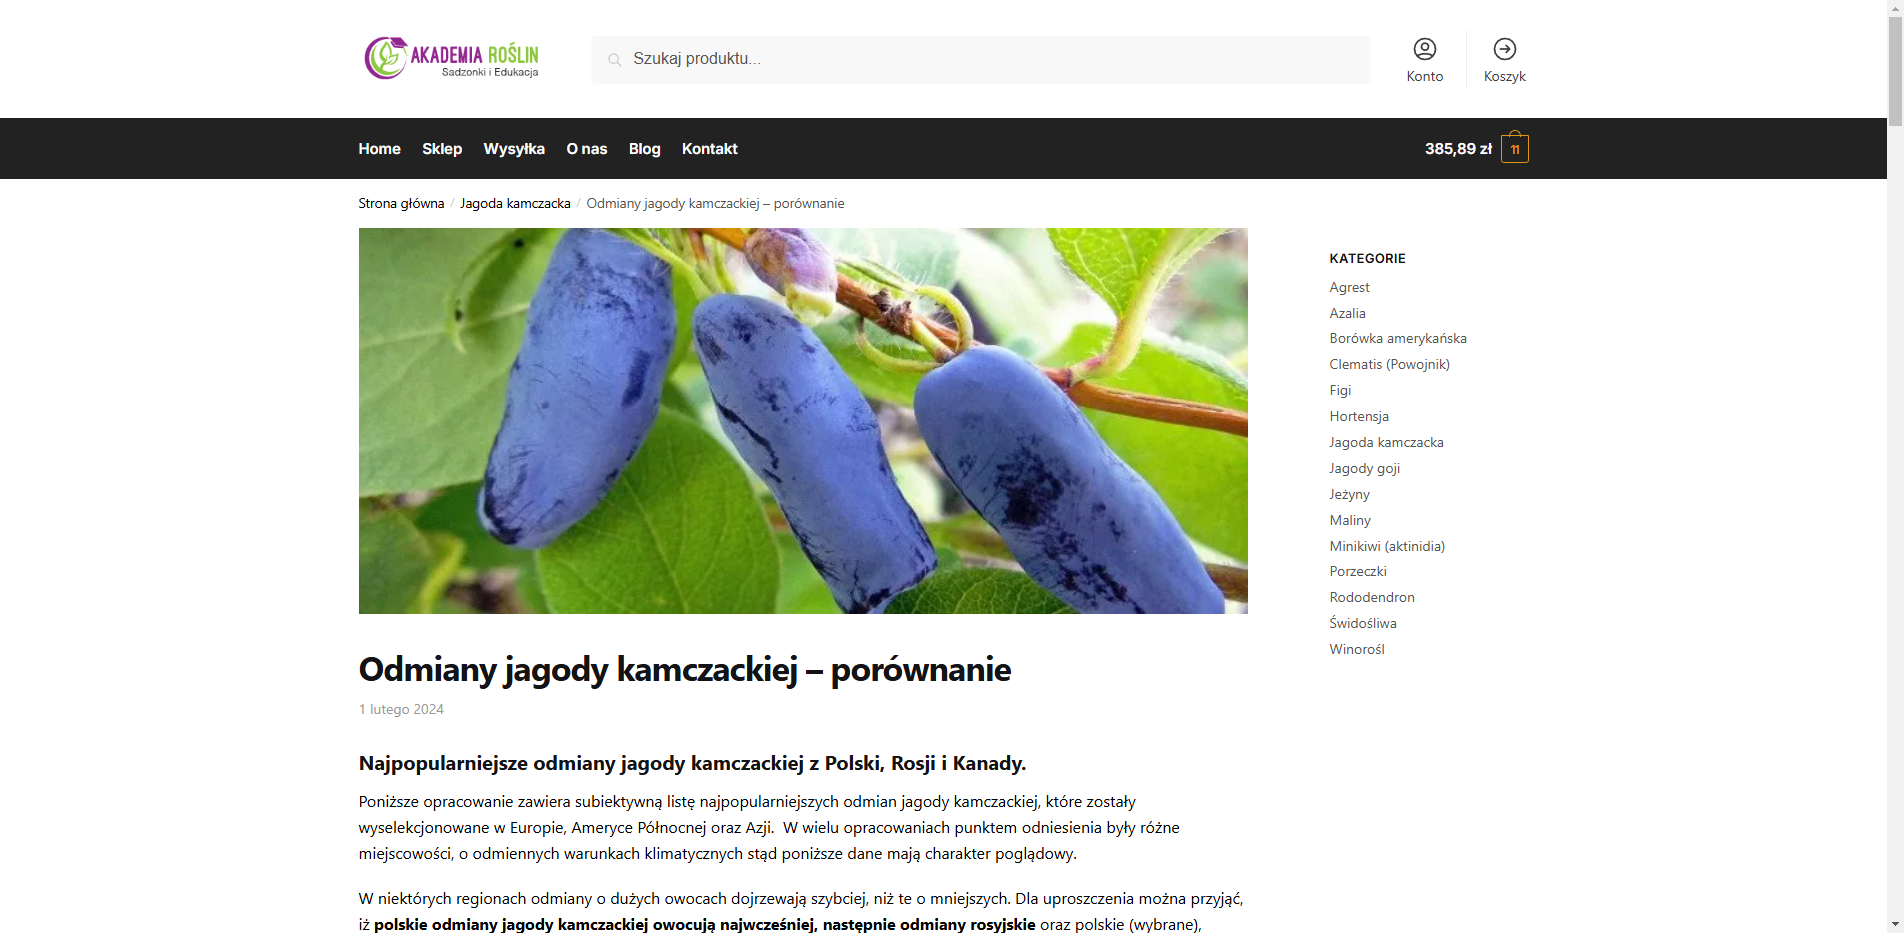 AKADEMIA ROŚLIN
Sadzonki i Edukacja
Szukaj produktu...
Konto
Koszyk
Home
Sklep
Wysyłka
O nas
Blog
Kontakt
385,89 zł
11
Strona główna / Jagoda kamczacka / Odmiany jagody kamczackiej – porównanie
KATEGORIE
Agrest
Azalia
Borówka amerykańska
Clematis (Powojnik)
Figi
Hortensja
Jagoda kamczacka
Jagody goji
Jeżyny
Maliny
Minikiwi (aktinidia)
Porzeczki
Rododendron
Świdośliwa
Winorośl
Odmiany jagody kamczackiej – porównanie
1 lutego 2024
Najpopularniejsze odmiany jagody kamczackiej z Polski, Rosji i Kanady.
Poniższe opracowanie zawiera subiektywną listę najpopularniejszych odmian jagody kamczackiej, które zostały
wyselekcjonowane w Europie, Ameryce Północnej oraz Azji.  W wielu opracowaniach punktem odniesienia były różne
miejscowości, o odmiennych warunkach klimatycznych stąd poniższe dane mają charakter poglądowy.
W niektórych regionach odmiany o dużych owocach dojrzewają szybciej, niż te o mniejszych. Dla uproszczenia można przyjąć,
iż polskie odmiany jagody kamczackiej owocują najwcześniej, następnie odmiany rosyjskie oraz polskie (wybrane),